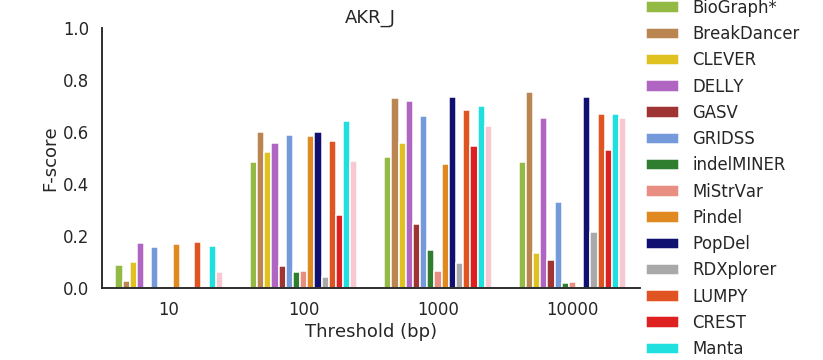 AKR_J
1.0
0.8
0.6
0.4
0.2
0.0
F-score
10
100
1000
10000
Threshold (bp)
BioGraph*
BreakDancer
CLEVER
DELLY
GASV
GRIDSS
indelMINER
MiStrVar
Pindel
PopDel
RDXplorer
LUMPY
CREST
Manta